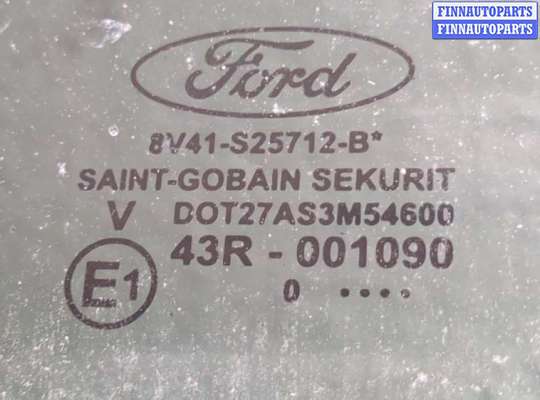 FINNAUTOPARTS
FINNAUTOPARTS
Ford
8V41-S25712-B*
SAINT-GOBAIN SEKURIT
V DOT27AS3M54600
E1 43R - 001090
0 ••••